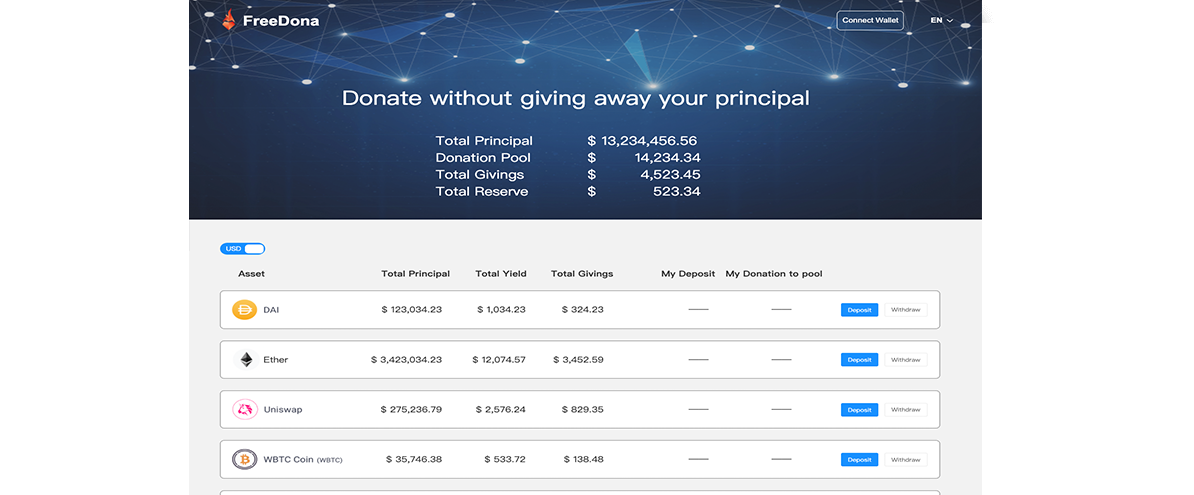 FreeDona
Connect Wallet
EN
Donate without giving away your principal
Total Principal $ 13,234,456.56
Donation Pool $ 14,234.34
Total Givings $ 4,523.45
Total Reserve $ 523.34
USD
Asset Total Principal Total Yield Total Givings My Deposit My Donation to pool
DAI $ 123,034.23 $ 1,034.23 $ 324.23 —— —— Deposit Withdraw
Ether $ 3,423,034.23 $ 12,074.57 $ 3,452.59 —— —— Deposit Withdraw
Uniswap $ 275,236.79 $ 2,576.24 $ 829.35 —— —— Deposit Withdraw
WBTC Coin (WBTC) $ 35,746.38 $ 533.72 $ 138.48 —— —— Deposit Withdraw